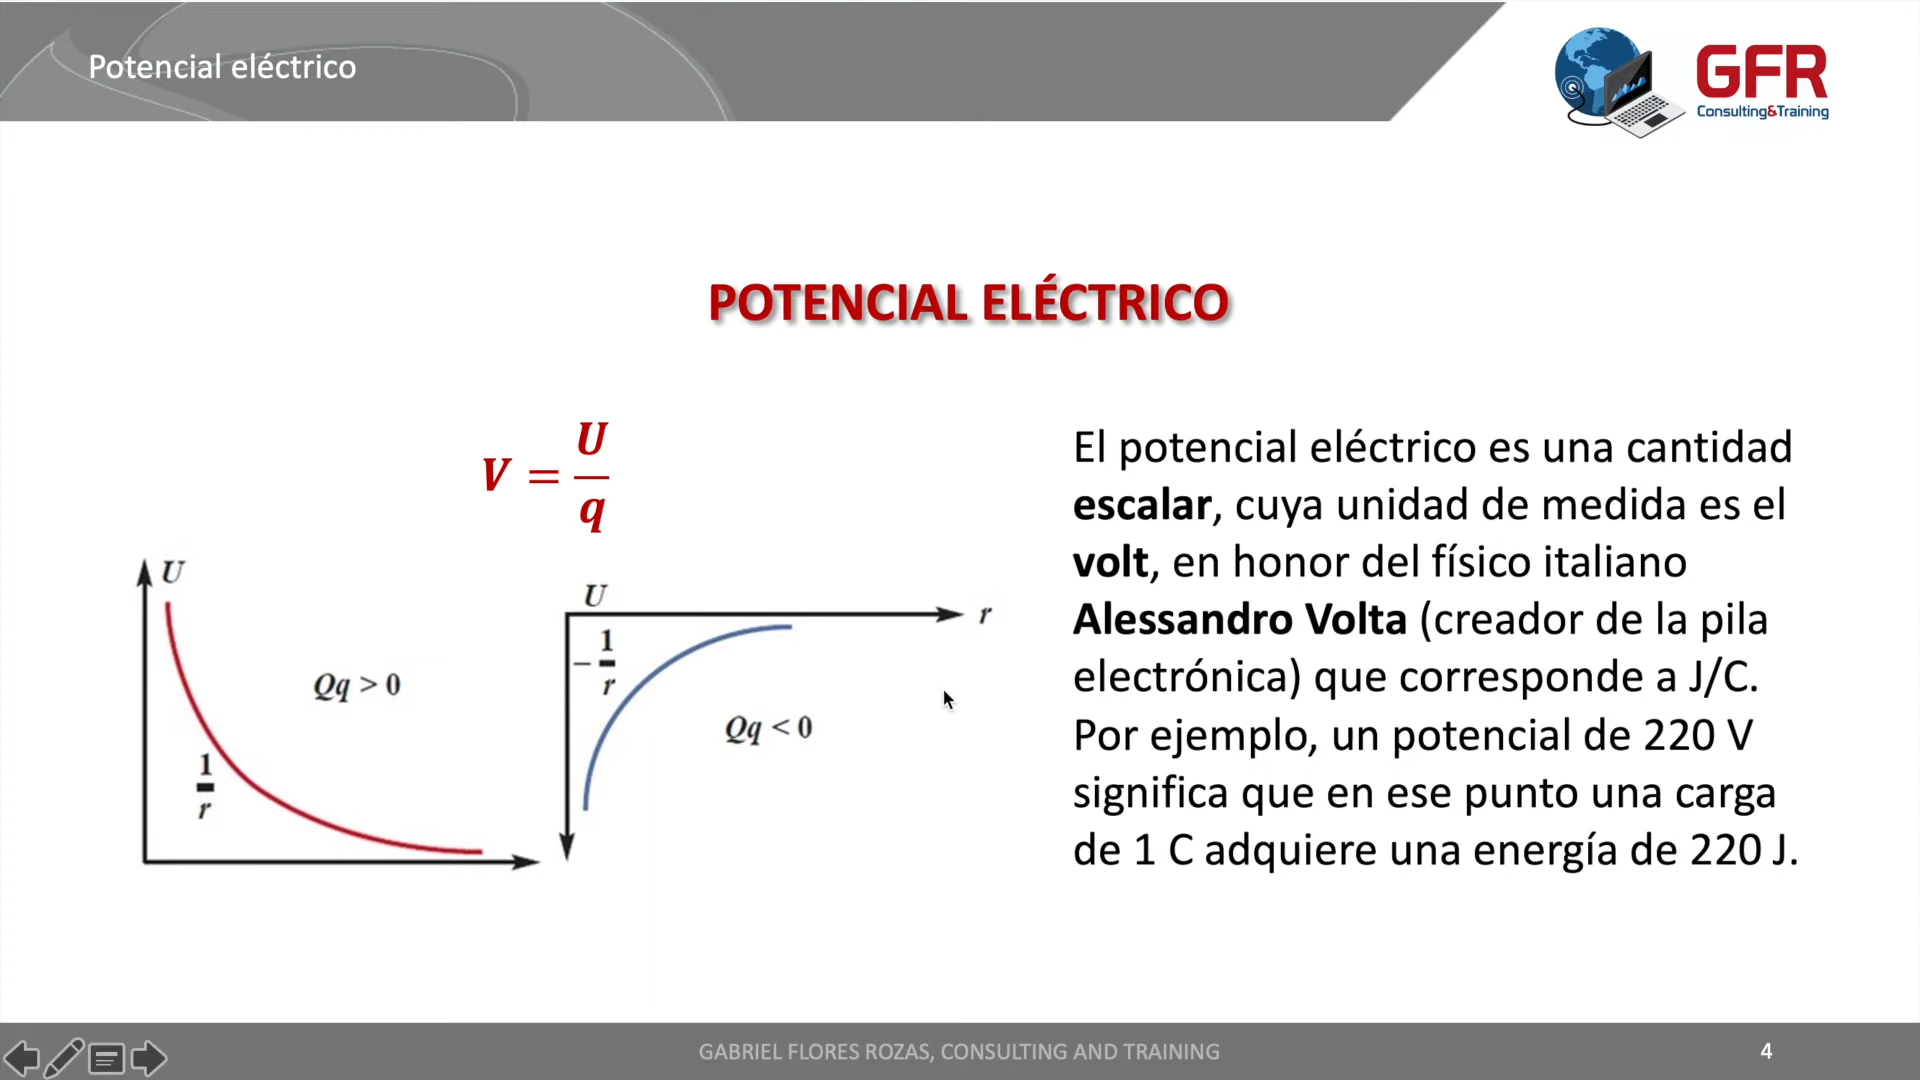 Potencial eléctrico
GFR
Consulting&Training
POTENCIAL ELÉCTRICO
V = U/q
U
Qq > 0
1/r
U
r
− 1/r
Qq < 0
El potencial eléctrico es una cantidad
escalar, cuya unidad de medida es el
volt, en honor del físico italiano
Alessandro Volta (creador de la pila
electrónica) que corresponde a J/C.
Por ejemplo, un potencial de 220 V
significa que en ese punto una carga
de 1 C adquiere una energía de 220 J.
GABRIEL FLORES ROZAS, CONSULTING AND TRAINING
4